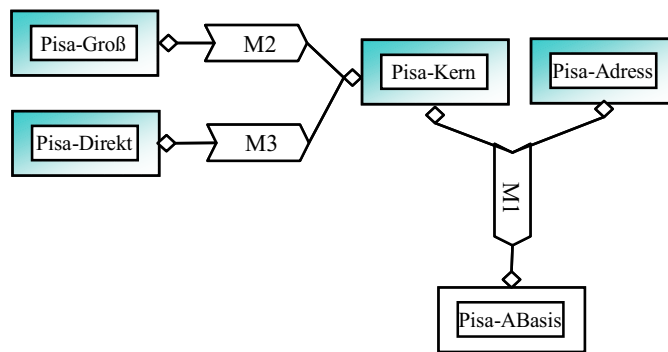 Pisa-Groß
M2
Pisa-Kern
Pisa-Adress
Pisa-Direkt
M3
M1
Pisa-ABasis